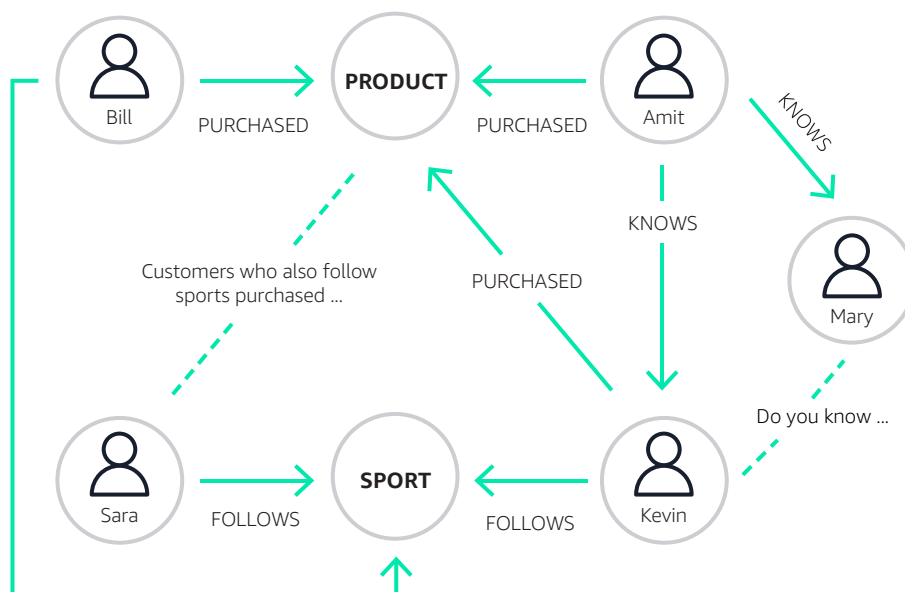 PRODUCT
Bill
Amit
PURCHASED
PURCHASED
KNOWS
KNOWS
Customers who also follow
sports purchased ...
PURCHASED
Mary
Do you know ...
SPORT
Sara
Kevin
FOLLOWS
FOLLOWS